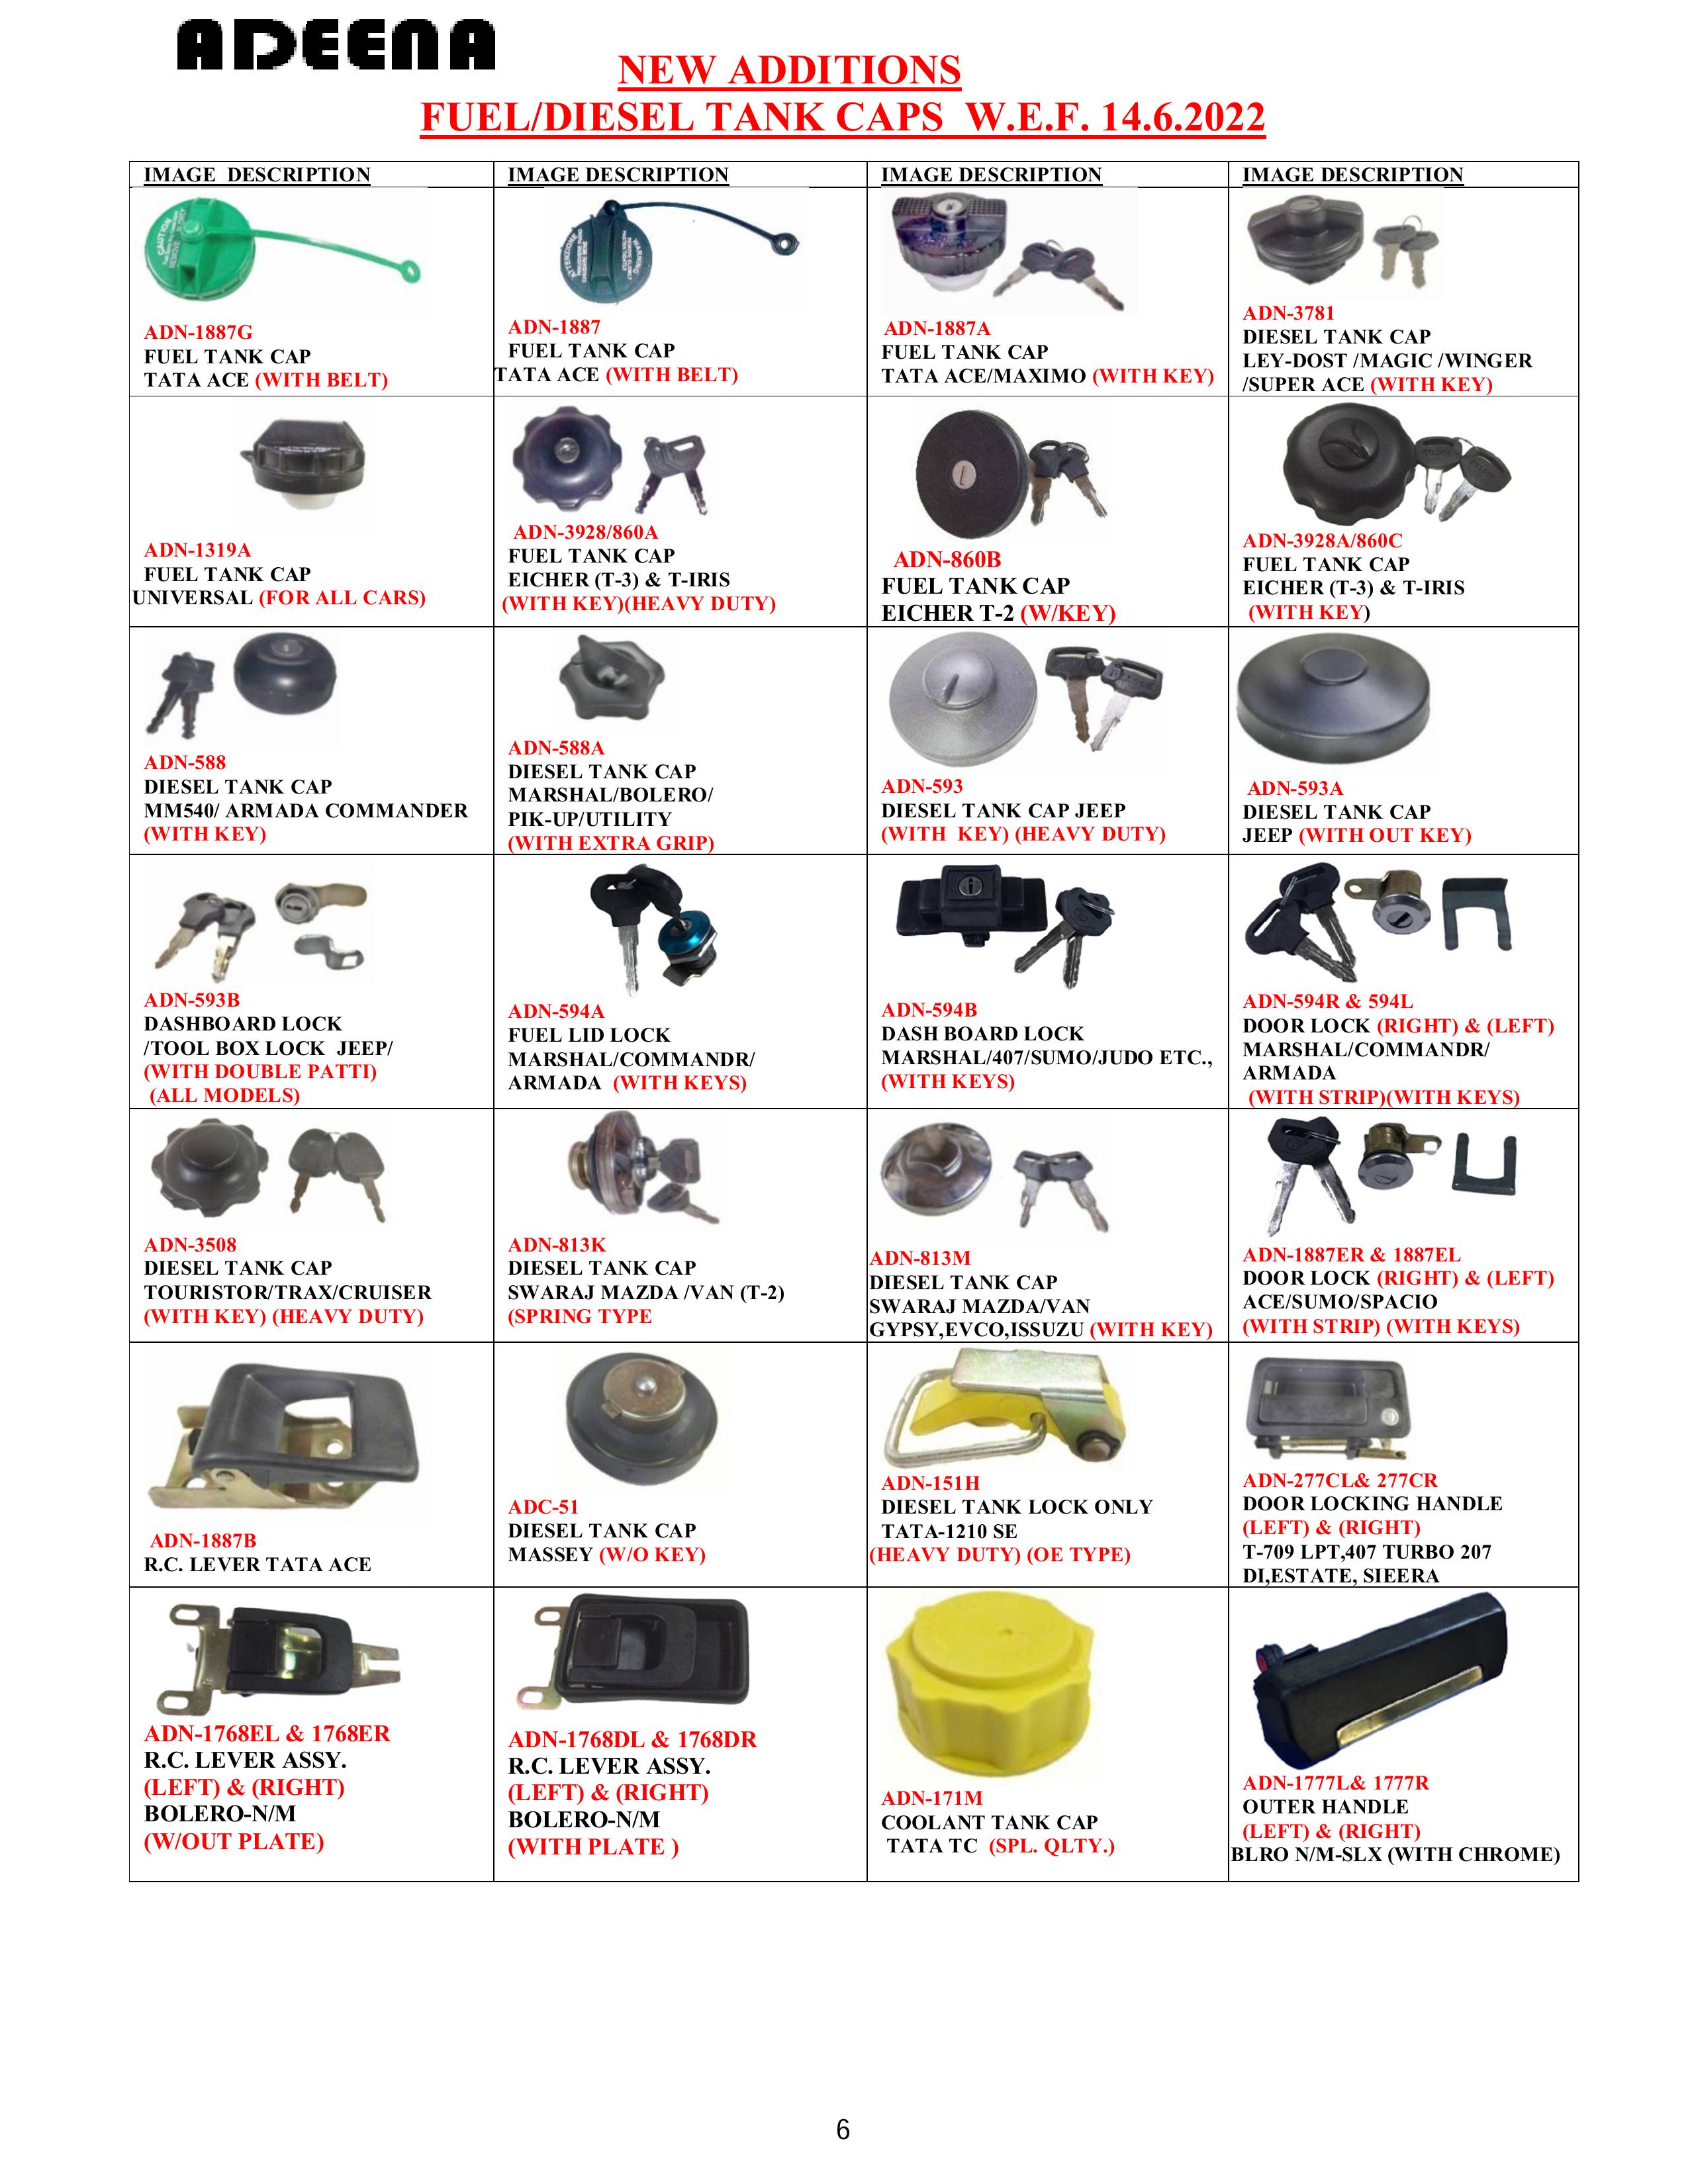 ADEENA
NEW ADDITIONS
FUEL/DIESEL TANK CAPS W.E.F. 14.6.2022
IMAGE DESCRIPTION
IMAGE DESCRIPTION
IMAGE DESCRIPTION
IMAGE DESCRIPTION
ADN-1887G
FUEL TANK CAP
TATA ACE (WITH BELT)
ADN-1887
FUEL TANK CAP
TATA ACE (WITH BELT)
ADN-1887A
FUEL TANK CAP
TATA ACE/MAXIMO (WITH KEY)
ADN-3781
DIESEL TANK CAP
LEY-DOST /MAGIC /WINGER
/SUPER ACE (WITH KEY)
ADN-1319A
FUEL TANK CAP
UNIVERSAL (FOR ALL CARS)
ADN-3928/860A
FUEL TANK CAP
EICHER (T-3) & T-IRIS
(WITH KEY)(HEAVY DUTY)
ADN-860B
FUEL TANK CAP
EICHER T-2 (W/KEY)
ADN-3928A/860C
FUEL TANK CAP
EICHER (T-3) & T-IRIS
(WITH KEY)
ADN-588
DIESEL TANK CAP
MM540/ ARMADA COMMANDER
(WITH KEY)
ADN-588A
DIESEL TANK CAP
MARSHAL/BOLERO/
PIK-UP/UTILITY
(WITH EXTRA GRIP)
ADN-593
DIESEL TANK CAP JEEP
(WITH KEY) (HEAVY DUTY)
ADN-593A
DIESEL TANK CAP
JEEP (WITH OUT KEY)
ADN-593B
DASHBOARD LOCK
/TOOL BOX LOCK JEEP/
(WITH DOUBLE PATTI)
(ALL MODELS)
ADN-594A
FUEL LID LOCK
MARSHAL/COMMANDR/
ARMADA (WITH KEYS)
ADN-594B
DASH BOARD LOCK
MARSHAL/407/SUMO/JUDO ETC.,
(WITH KEYS)
ADN-594R & 594L
DOOR LOCK (RIGHT) & (LEFT)
MARSHAL/COMMANDR/
ARMADA
(WITH STRIP)(WITH KEYS)
ADN-3508
DIESEL TANK CAP
TOURISTOR/TRAX/CRUISER
(WITH KEY) (HEAVY DUTY)
ADN-813K
DIESEL TANK CAP
SWARAJ MAZDA /VAN (T-2)
(SPRING TYPE
ADN-813M
DIESEL TANK CAP
SWARAJ MAZDA/VAN
GYPSY,EVCO,ISSUZU (WITH KEY)
ADN-1887ER & 1887EL
DOOR LOCK (RIGHT) & (LEFT)
ACE/SUMO/SPACIO
(WITH STRIP) (WITH KEYS)
ADN-1887B
R.C. LEVER TATA ACE
ADC-51
DIESEL TANK CAP
MASSEY (W/O KEY)
ADN-151H
DIESEL TANK LOCK ONLY
TATA-1210 SE
(HEAVY DUTY) (OE TYPE)
ADN-277CL& 277CR
DOOR LOCKING HANDLE
(LEFT) & (RIGHT)
T-709 LPT,407 TURBO 207
DI,ESTATE, SIEERA
ADN-1768EL & 1768ER
R.C. LEVER ASSY.
(LEFT) & (RIGHT)
BOLERO-N/M
(W/OUT PLATE)
ADN-1768DL & 1768DR
R.C. LEVER ASSY.
(LEFT) & (RIGHT)
BOLERO-N/M
(WITH PLATE )
ADN-171M
COOLANT TANK CAP
TATA TC (SPL. QLTY.)
ADN-1777L& 1777R
OUTER HANDLE
(LEFT) & (RIGHT)
BLRO N/M-SLX (WITH CHROME)
6